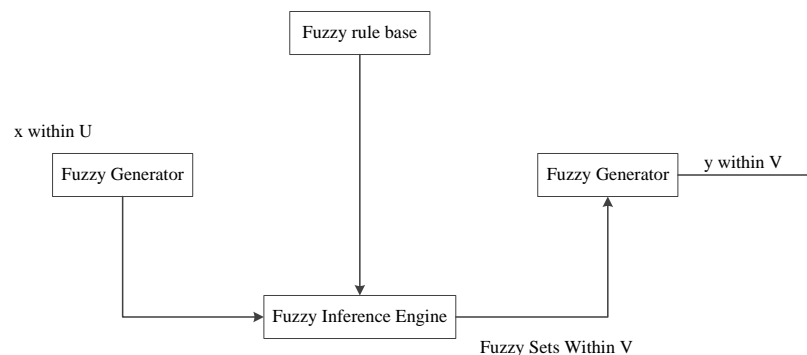 Fuzzy rule base
x within U
Fuzzy Generator
Fuzzy Generator
y within V
Fuzzy Inference Engine
Fuzzy Sets Within V